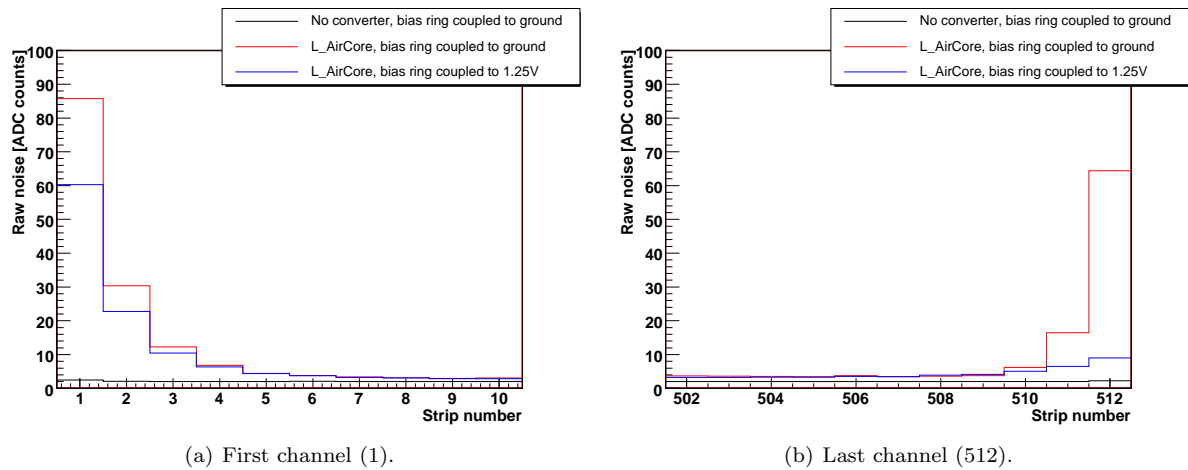 No converter, bias ring coupled to ground
L_AirCore, bias ring coupled to ground
L_AirCore, bias ring coupled to 1.25V
Raw noise [ADC counts]
100
90
80
70
60
50
40
30
20
10
0
1 2 3 4 5 6 7 8 9 10
Strip number
(a) First channel (1).
No converter, bias ring coupled to ground
L_AirCore, bias ring coupled to ground
L_AirCore, bias ring coupled to 1.25V
Raw noise [ADC counts]
100
90
80
70
60
50
40
30
20
10
0
502 504 506 508 510 512
Strip number
(b) Last channel (512).